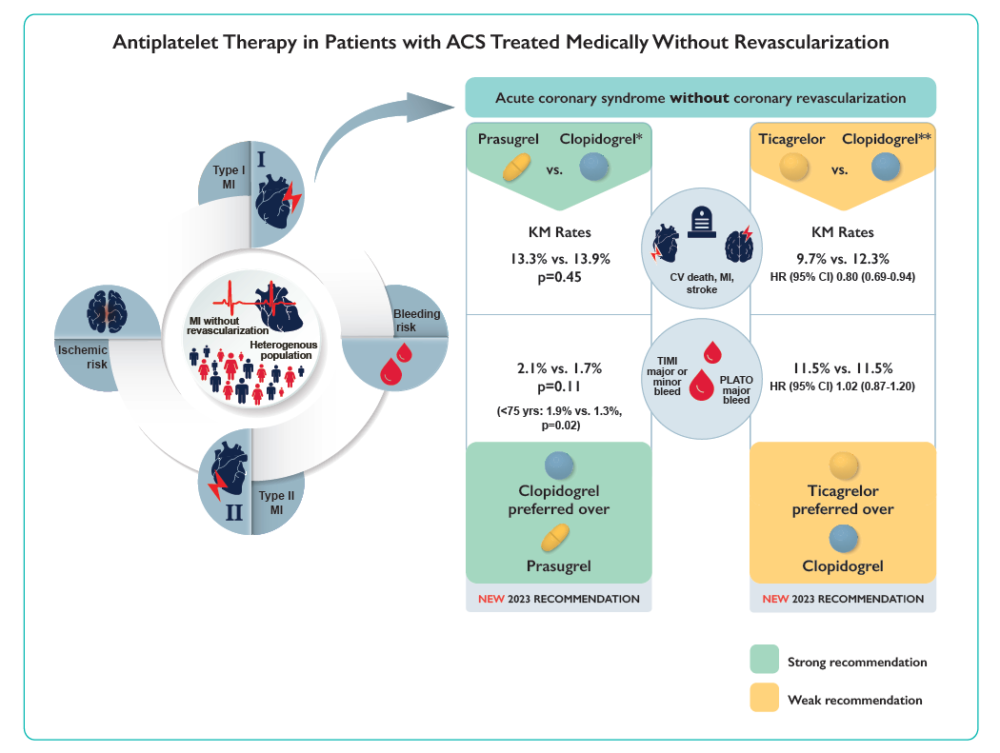 Antiplatelet Therapy in Patients with ACS Treated Medically Without Revascularization
Type I
MI
I
Ischemic
risk
MI without
revascularization
Heterogenous
population
Bleeding
risk
II
Type II
MI
Acute coronary syndrome without coronary revascularization
Prasugrel Clopidogrel*
vs.
KM Rates
13.3% vs. 13.9%
p=0.45
2.1% vs. 1.7%
p=0.11
(<75 yrs: 1.9% vs. 1.3%,
p=0.02)
Clopidogrel
preferred over
Prasugrel
NEW 2023 RECOMMENDATION
CV death, MI,
stroke
TIMI
major or
minor
bleed
PLATO
major
bleed
Ticagrelor Clopidogrel**
vs.
KM Rates
9.7% vs. 12.3%
HR (95% CI) 0.80 (0.69-0.94)
11.5% vs. 11.5%
HR (95% CI) 1.02 (0.87-1.20)
Ticagrelor
preferred over
Clopidogrel
NEW 2023 RECOMMENDATION
Strong recommendation
Weak recommendation